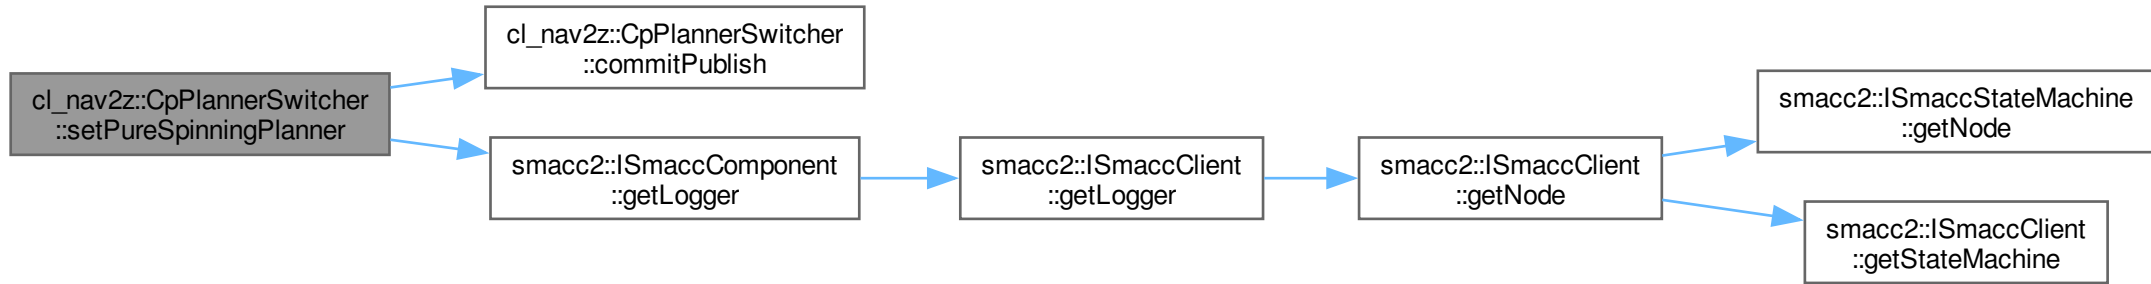 cl_nav2z::CpPlannerSwitcher
::setPureSpinningPlanner
cl_nav2z::CpPlannerSwitcher
::commitPublish
smacc2::ISmaccComponent
::getLogger
smacc2::ISmaccClient
::getLogger
smacc2::ISmaccClient
::getNode
smacc2::ISmaccStateMachine
::getNode
smacc2::ISmaccClient
::getStateMachine